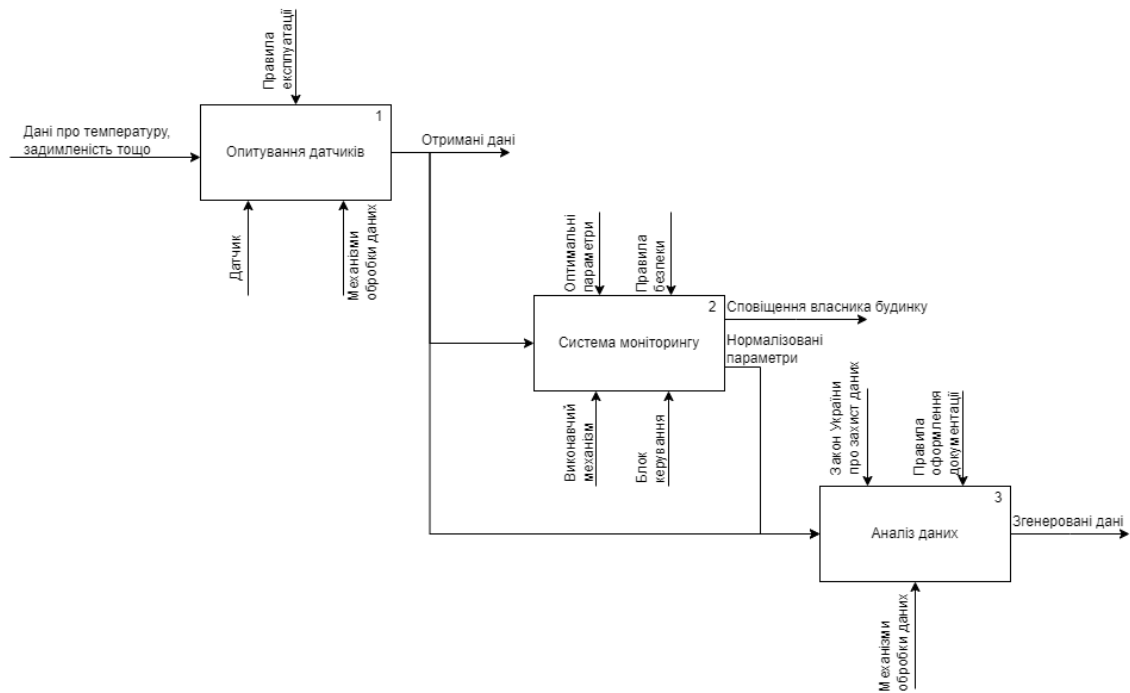 Правила
експлуатації
1
Дані про температуру,
задимленість тощо
Опитування датчиків
Отримані дані
Датчик
Механізми
обробки даних
Оптимальні
параметри
Правила
безпеки
2
Сповіщення власника будинку
Система моніторингу
Нормалізовані
параметри
Виконавчий
механізм
Блок
керування
Закон України
про захист даних
Правила
оформлення
документації
3
Аналіз даних
Згенеровані дані
Механізми
обробки даних